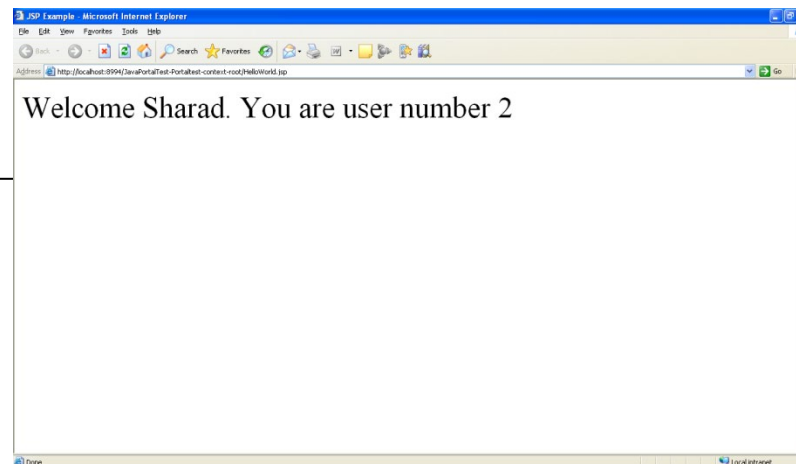 JSP Example - Microsoft Internet Explorer
File Edit View Favorites Tools Help
Back Search Favorites
Address http://localhost:8994/JavaPortalTest-Portaltest-context-root/HelloWorld.jsp Go
Welcome Sharad. You are user number 2
Done Local intranet